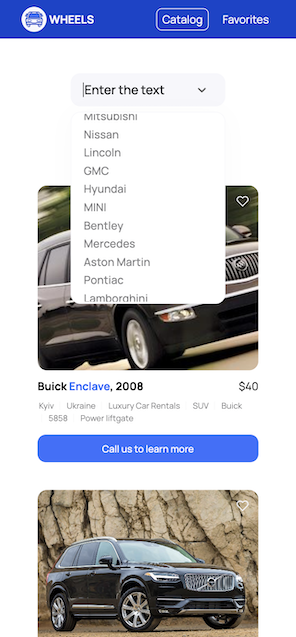 WHEELS
Catalog
Favorites
Enter the text
Mitsubishi
Nissan
Lincoln
GMC
Hyundai
MINI
Bentley
Mercedes
Aston Martin
Pontiac
Lamborghini
Buick Enclave, 2008
$40
Kyiv Ukraine Luxury Car Rentals SUV Buick
5858 Power liftgate
Call us to learn more